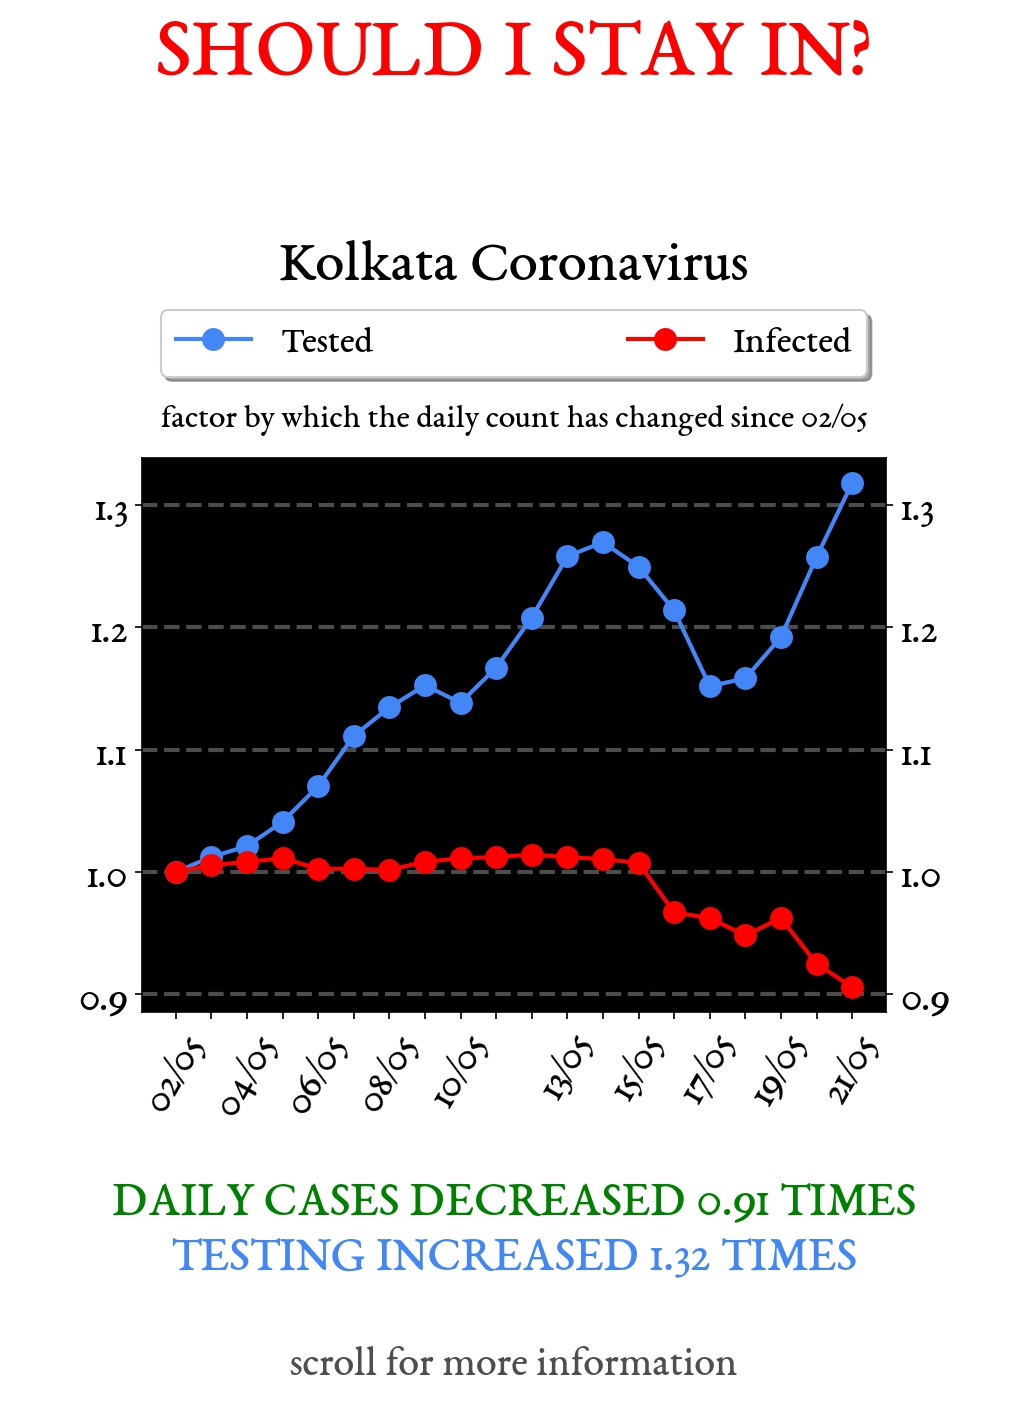 SHOULD I STAY IN?
Kolkata Coronavirus
Tested Infected
factor by which the daily count has changed since 02/05
1.3 1.3
1.2 1.2
1.1 1.1
1.0 1.0
0.9 0.9
02/05 04/05 06/05 08/05 10/05 13/05 15/05 17/05 19/05 21/05
DAILY CASES DECREASED 0.91 TIMES
TESTING INCREASED 1.32 TIMES
scroll for more information